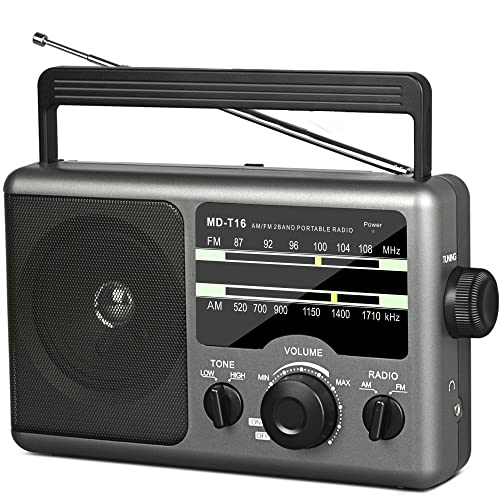 MD-T16 AM/FM 2BAND PORTABLE RADIO Power
FM 87 92 96 100 104 108 MHz
TUNING
AM 520 700 900 1150 1400 1710 kHz
TONE
LOW HIGH
VOLUME
MIN MAX
RADIO
AM FM
ON
OFF